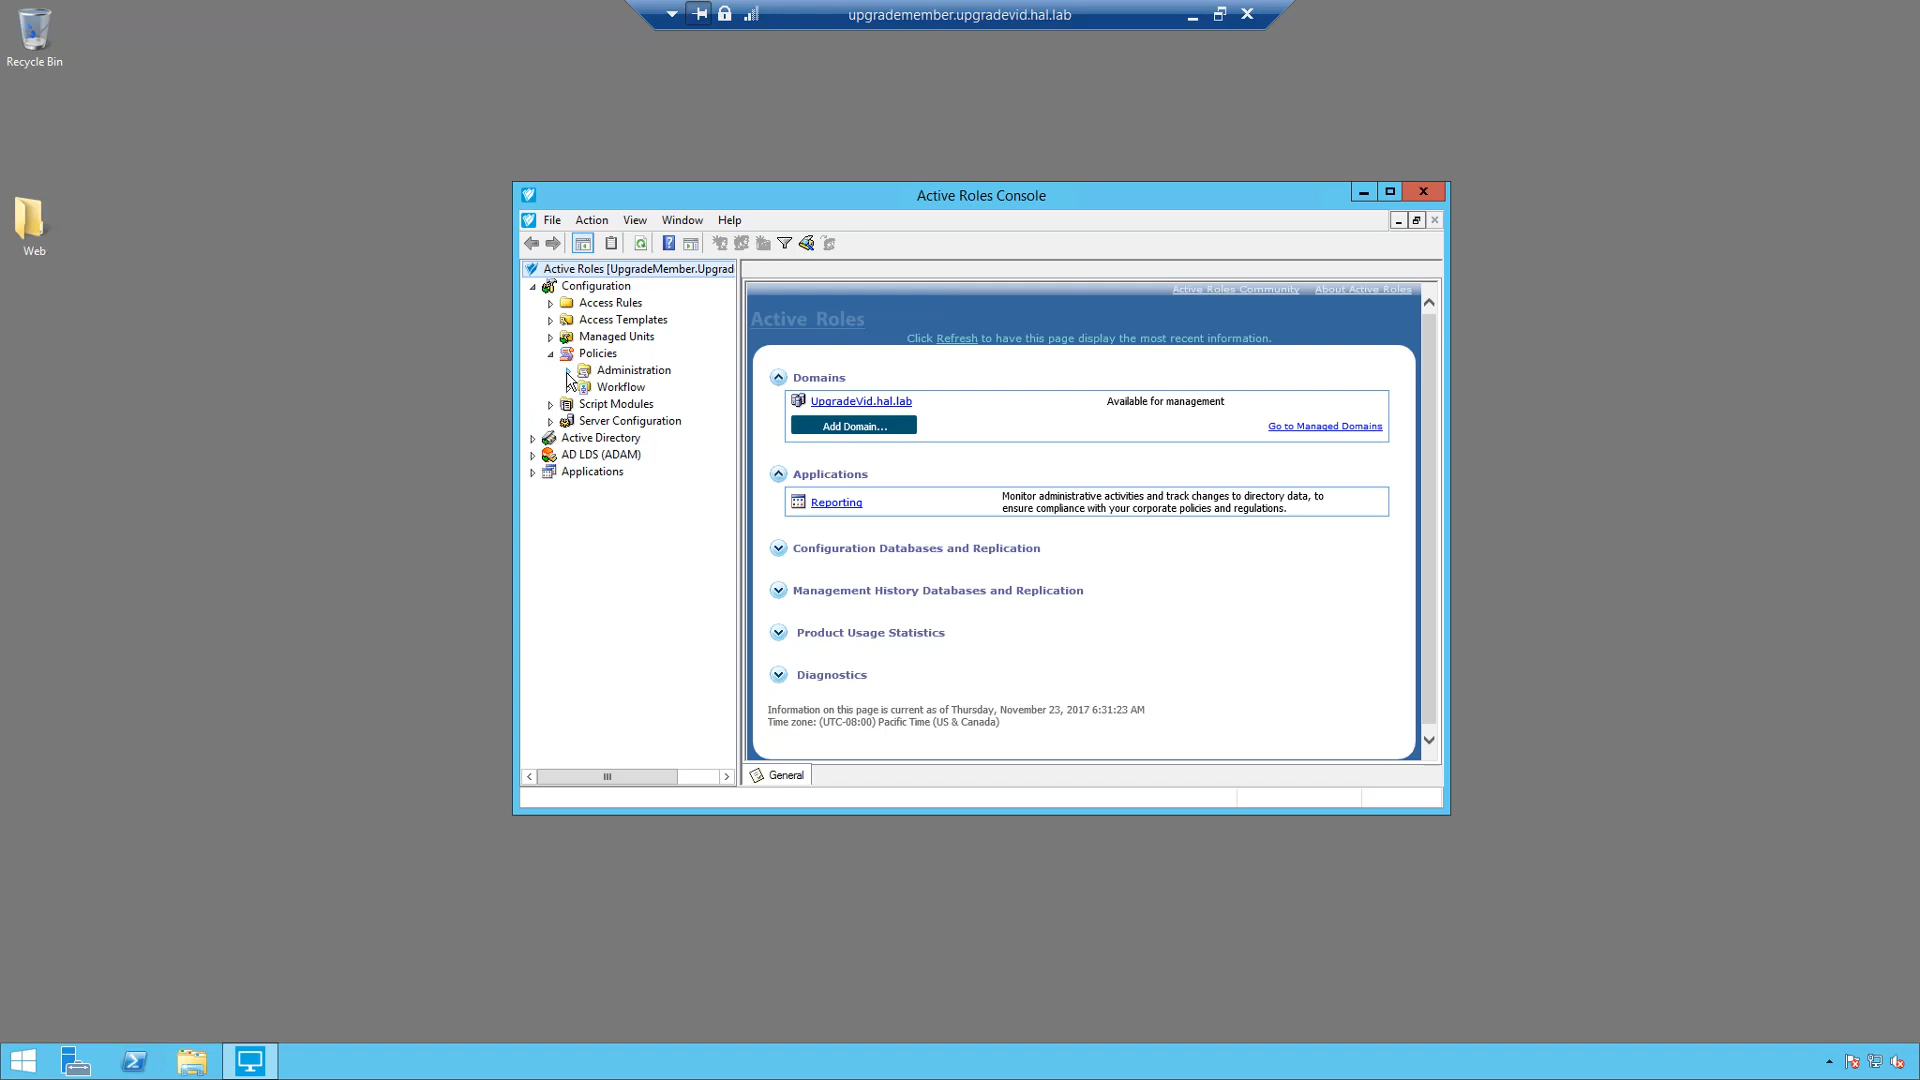 upgrademember.upgradevid.hal.lab
Recycle Bin
Web
Active Roles Console
File Action View Window Help
Active Roles [UpgradeMember.Upgrad
Configuration
Access Rules
Access Templates
Managed Units
Policies
Administration
Workflow
Script Modules
Server Configuration
Active Directory
AD LDS (ADAM)
Applications
Active Roles Community About Active Roles
Active Roles
Click Refresh to have this page display the most recent information.
Domains
UpgradeVid.hal.lab Available for management
Add Domain... Go to Managed Domains
Applications
Reporting Monitor administrative activities and track changes to directory data, to
ensure compliance with your corporate policies and regulations.
Configuration Databases and Replication
Management History Databases and Replication
Product Usage Statistics
Diagnostics
Information on this page is current as of Thursday, November 23, 2017 6:31:23 AM
Time zone: (UTC-08:00) Pacific Time (US & Canada)
General